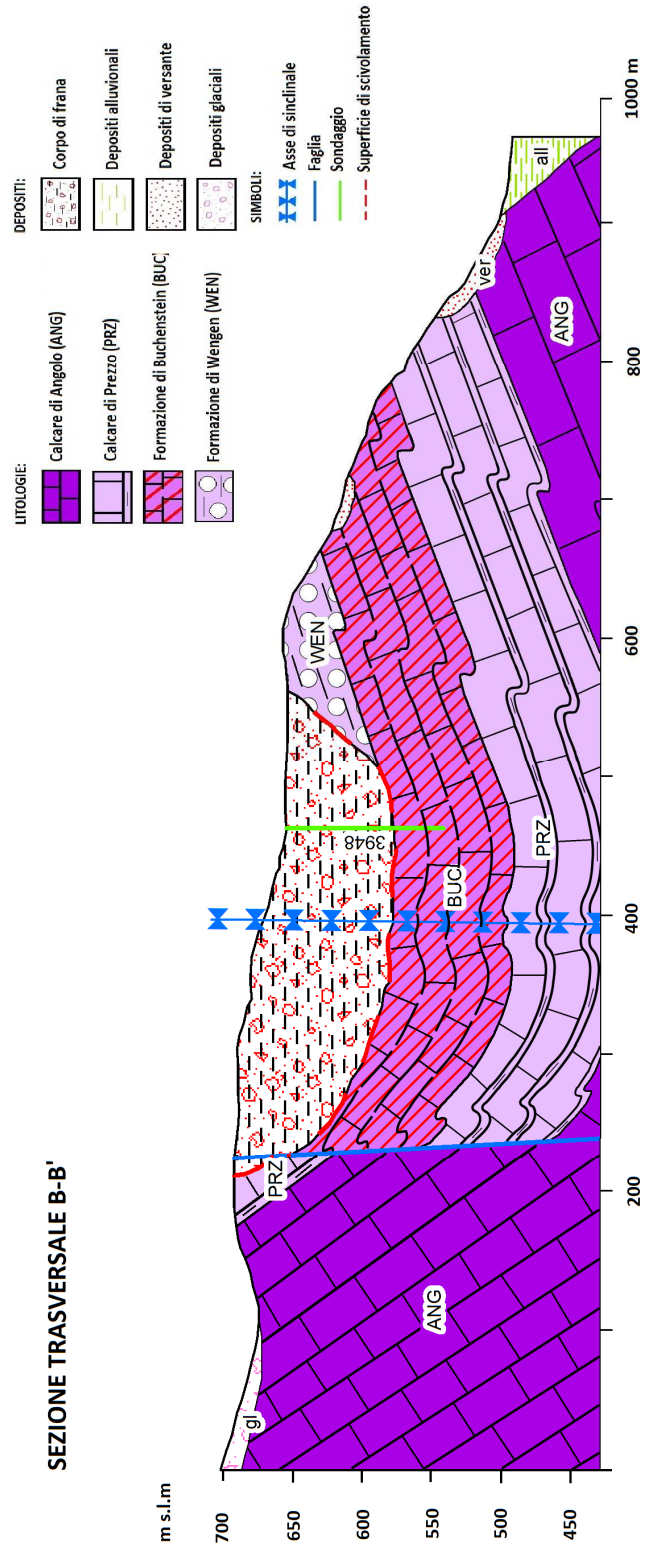 SEZIONE TRASVERSALE B-B'
LITOLOGIE:
Calcare di Angolo (ANG)
Calcare di Prezzo (PRZ)
Formazione di Buchenstein (BUC)
Formazione di Wengen (WEN)
DEPOSITI:
Corpo di frana
Depositi alluvionali
Depositi di versante
Depositi glaciali
SIMBOLI:
Asse di sinclinale
Faglia
Sondaggio
Superficie di scivolamento
m s.l.m
700
650
600
550
500
450
gl
ANG
PRZ
3948
BUC
PRZ
WEN
ver
ANG
all
200
400
600
800
1000 m